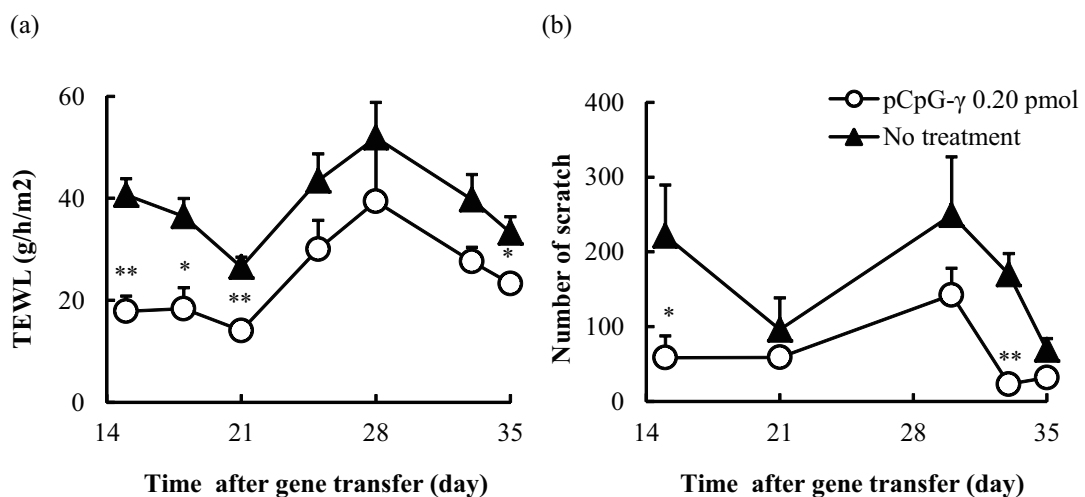 (a)
(b)
60
40
20
0
TEWL (g/h/m2)
**
*
**
*
14 21 28 35
Time  after gene transfer (day)
400
300
200
100
0
Number of scratch
pCpG-γ 0.20 pmol
No treatment
*
**
14 21 28 35
Time  after gene transfer (day)